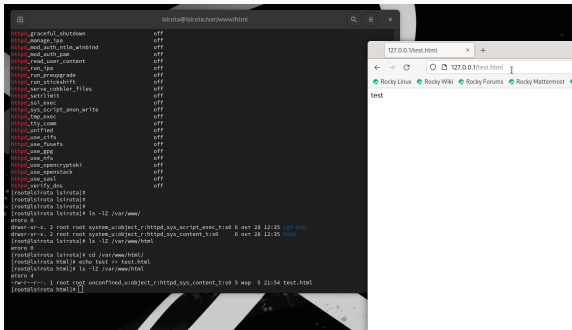 lsirota@lsirota:/var/www/html
httpd_graceful_shutdown off
httpd_manage_ipa off
httpd_mod_auth_ntlm_winbind off
httpd_mod_auth_pam off
httpd_read_user_content off
httpd_run_ipa off
httpd_run_preupgrade off
httpd_run_stickshift off
httpd_serve_cobbler_files off
httpd_setrlimit off
httpd_ssi_exec off
httpd_sys_script_anon_write off
httpd_tmp_exec off
httpd_tty_comm off
httpd_unified off
httpd_use_cifs off
httpd_use_fusefs off
httpd_use_gpg off
httpd_use_nfs off
httpd_use_opencryptoki off
httpd_use_openstack off
httpd_use_sasl off
httpd_verify_dns off
[root@lsirota lsirota]#
[root@lsirota lsirota]#
[root@lsirota lsirota]#
[root@lsirota lsirota]# ls -lZ /var/www/
итого 0
drwxr-xr-x. 2 root root system_u:object_r:httpd_sys_script_exec_t:s0 6 окт 28 12:35 cgi-bin
drwxr-xr-x. 2 root root system_u:object_r:httpd_sys_content_t:s0 6 окт 28 12:35 html
[root@lsirota lsirota]# ls -lZ /var/www/html
итого 0
[root@lsirota lsirota]# cd /var/www/html/
[root@lsirota html]# echo test >> test.html
[root@lsirota html]# ls -lZ /var/www/html
итого 4
-rw-r--r--. 1 root root unconfined_u:object_r:httpd_sys_content_t:s0 5 мар 5 21:54 test.html
[root@lsirota html]#
127.0.0.1/test.html
127.0.0.1/test.html
Rocky Linux Rocky Wiki Rocky Forums Rocky Mattermost
test